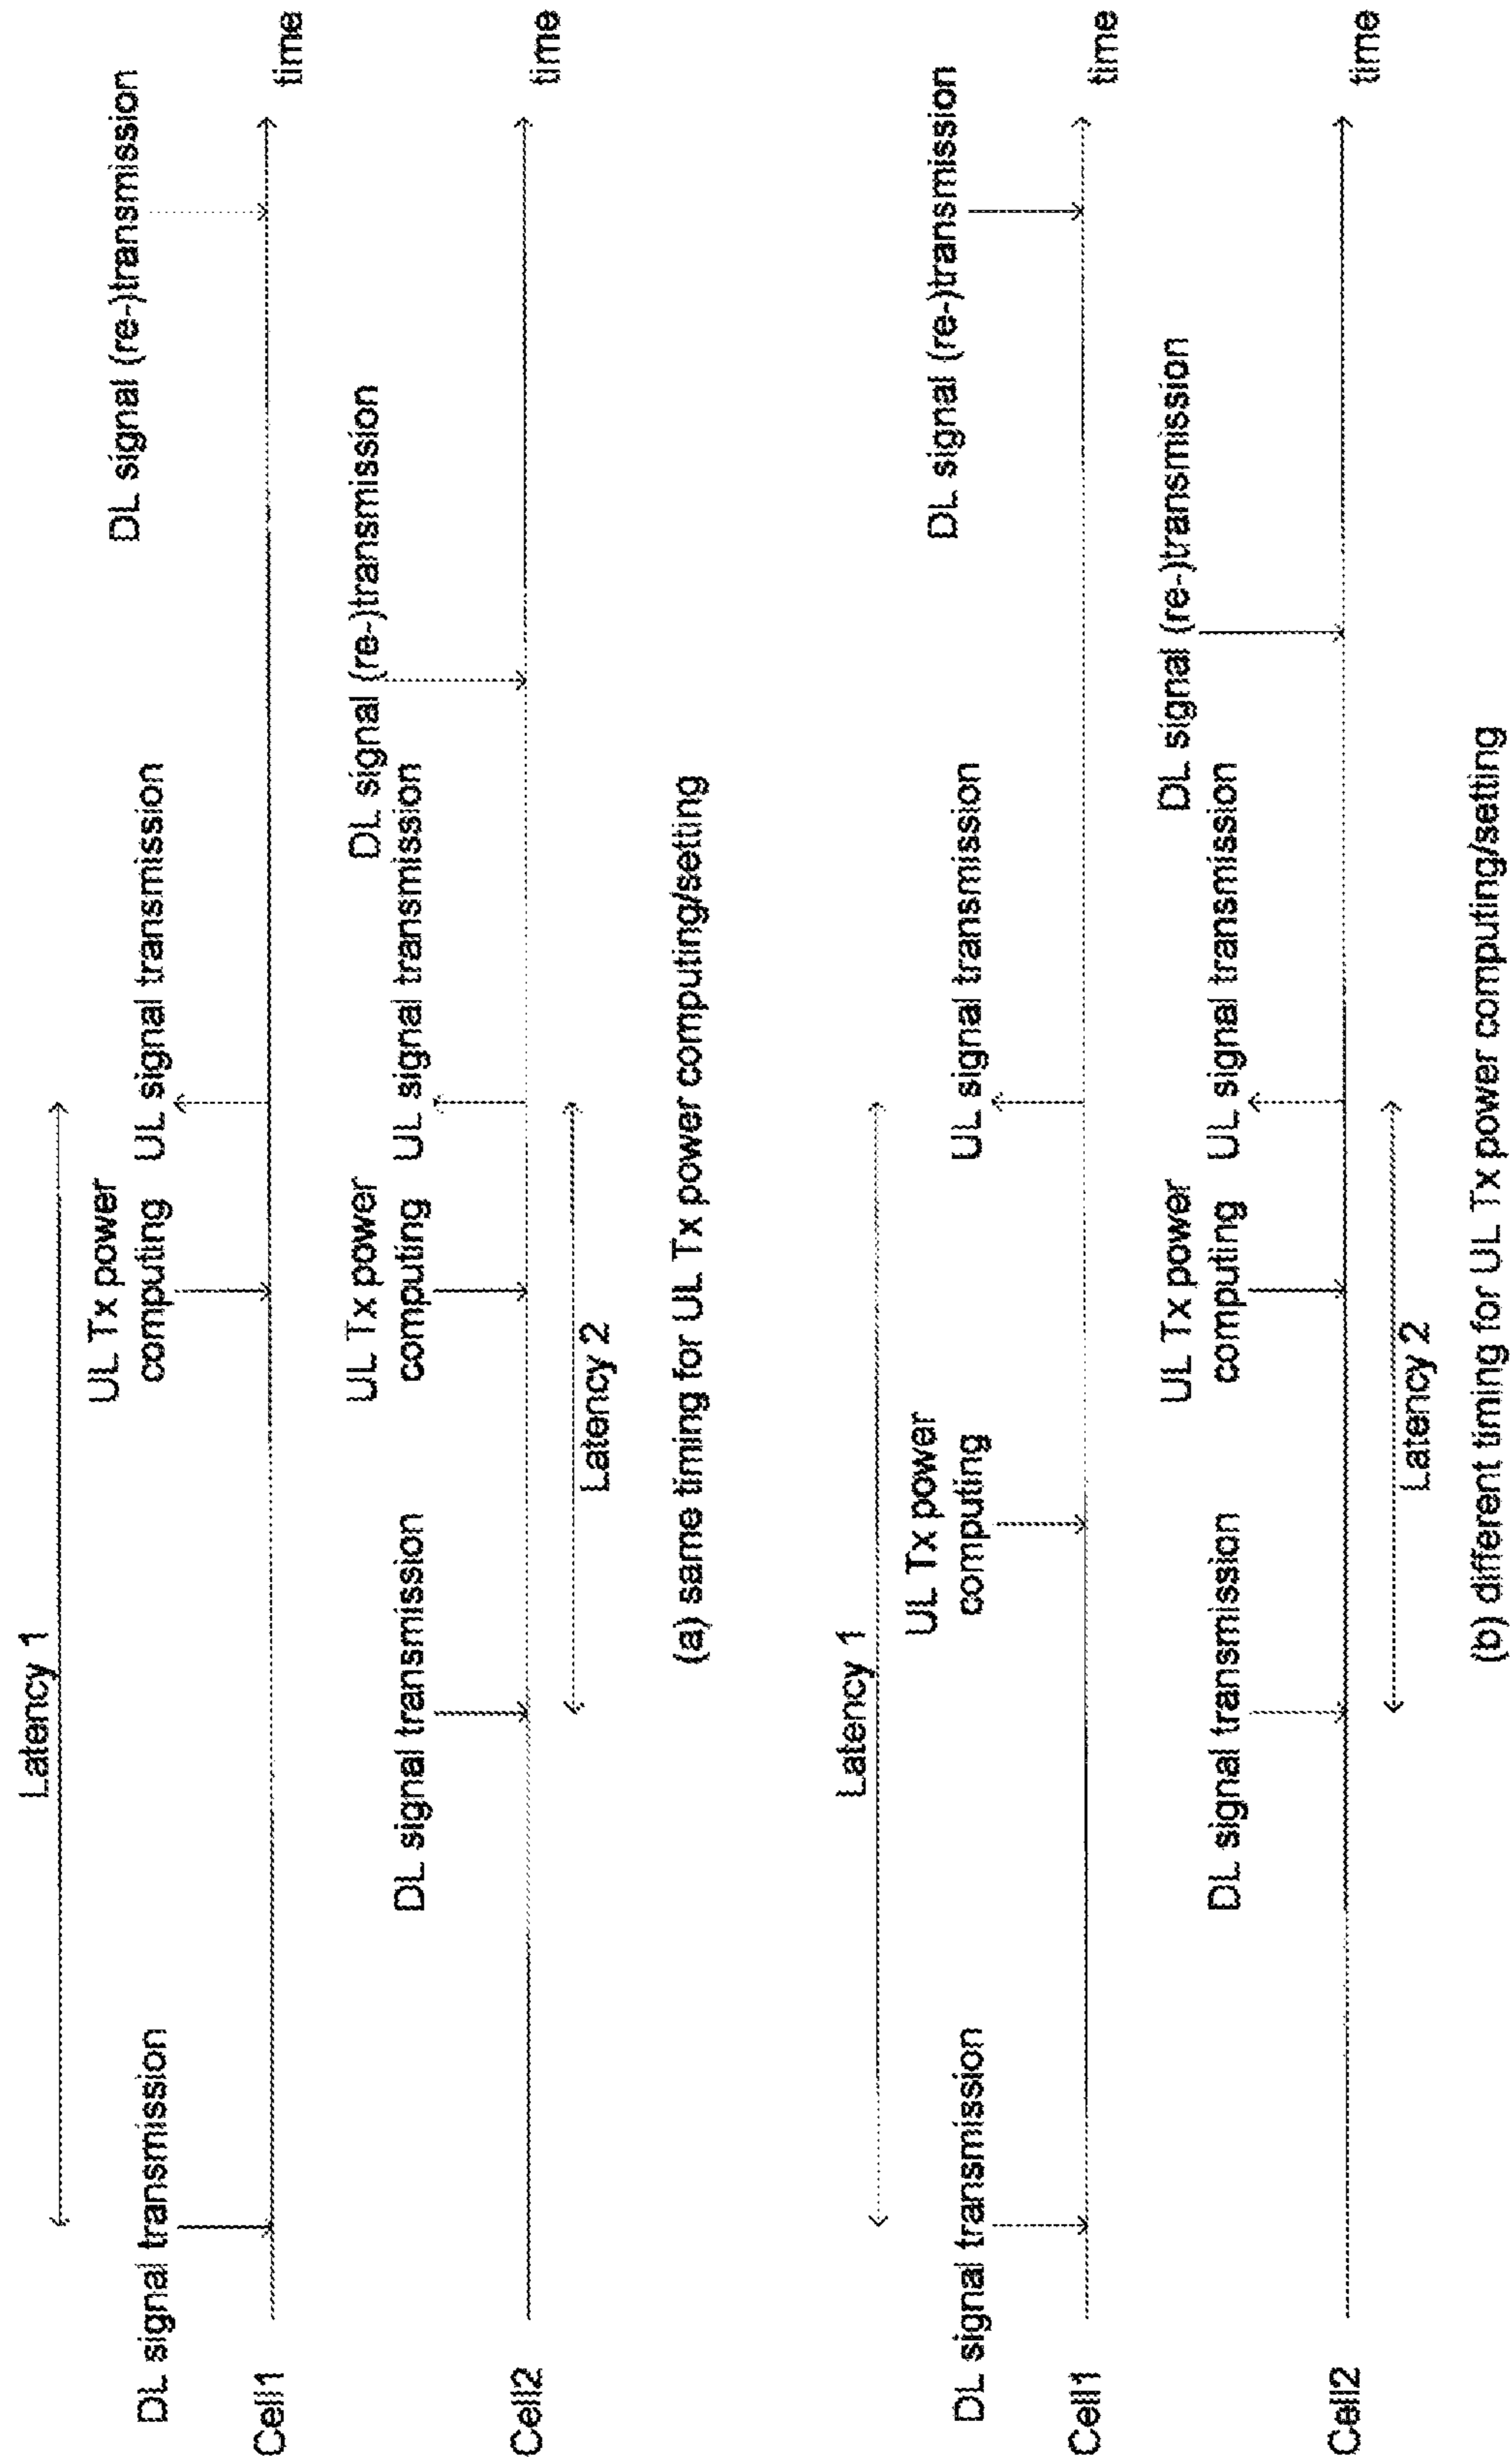 Latency 1
UL Tx power
computing
DL signal transmission
UL signal transmission
DL signal (re-)transmission
Cell1
time
UL Tx power
computing
DL signal transmission
UL signal transmission
DL signal (re-)transmission
Cell2
time
Latency 2
(a) same timing for UL Tx power computing/setting
Latency 1
UL Tx power
computing
DL signal transmission
UL signal transmission
DL signal (re-)transmission
Cell1
time
UL Tx power
computing
DL signal transmission
UL signal transmission
DL signal (re-)transmission
Cell2
time
Latency 2
(b) different timing for UL Tx power computing/setting